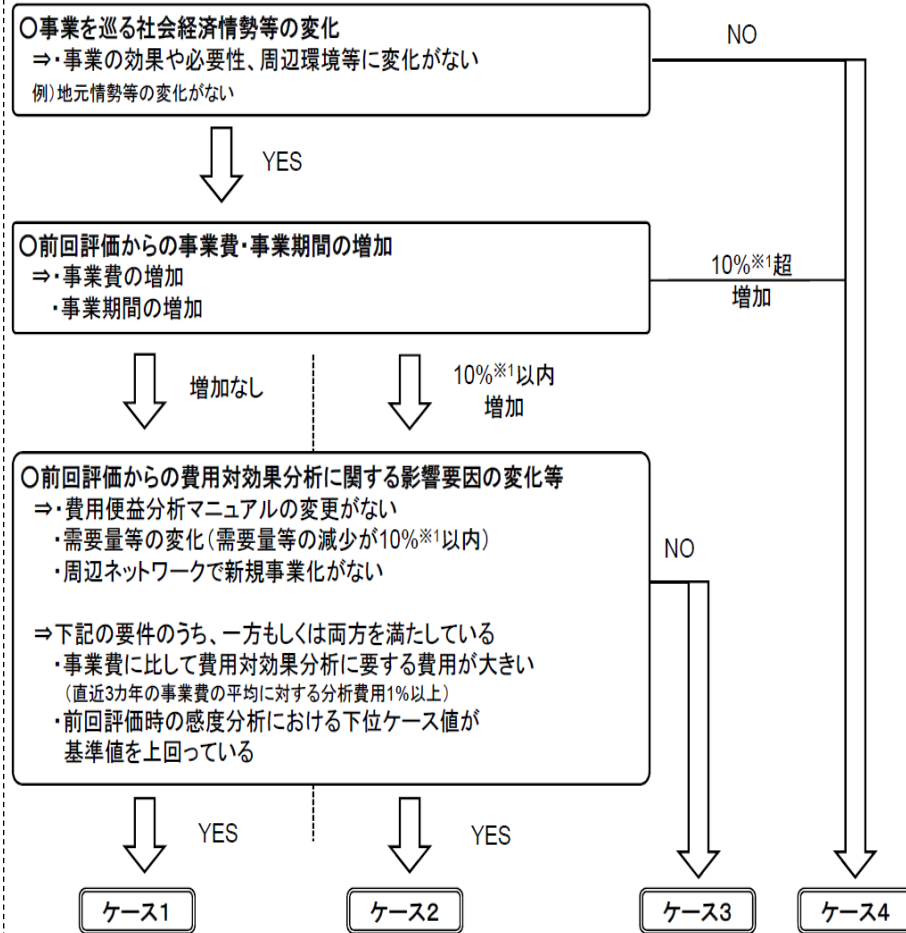 〇事業を巡る社会経済情勢等の変化
⇒・事業の効果や必要性、周辺環境等に変化がない
例)地元情勢等の変化がない
NO
YES
〇前回評価からの事業費・事業期間の増加
⇒・事業費の増加
・事業期間の増加
10%※1超
増加
増加なし
10%※1以内
増加
〇前回評価からの費用対効果分析に関する影響要因の変化等
⇒・費用便益分析マニュアルの変更がない
・需要量等の変化(需要量等の減少が10%※1以内)
・周辺ネットワークで新規事業化がない
NO
⇒下記の要件のうち、一方もしくは両方を満たしている
・事業費に比して費用対効果分析に要する費用が大きい
(直近3カ年の事業費の平均に対する分析費用1%以上)
・前回評価時の感度分析における下位ケース値が
基準値を上回っている
YES
YES
ケース1
ケース2
ケース3
ケース4